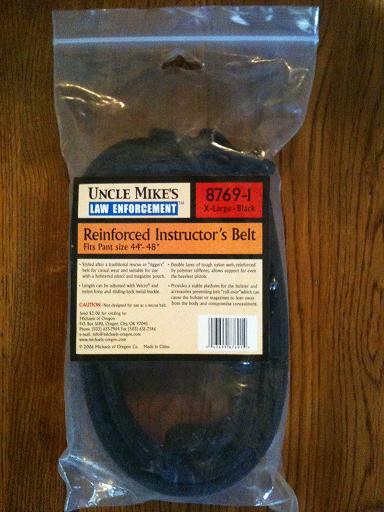 UNCLE MIKE'S
LAW ENFORCEMENT™
8769-1
X-Large - Black
Reinforced Instructor's Belt
Fits Pant size 44"- 48"
• Styled after a traditional rescue or "riggers"
belt for casual wear and suitable for use
with a holstered pistol and magazine pouch.
• Length can be adjusted with Velcro® and
nylon loop and sliding-lock metal buckle.
CAUTION: Not designed for use as a rescue belt.
Send $2.00 for catalog to:
Michaels of Oregon
P.O. Box 1690, Oregon City, OR 97045
www.michaels-oregon.com
© 2006 Michaels of Oregon Co. Made In China
• Double layer of tough nylon web, reinforced
by polymer stiffener, allows support for even
the heaviest pistols.
• Provides a stable platform for the holster and
accessories preventing belt "roll-over" which can
cause the holster or magazine to lean away
from the body and compromise concealment.